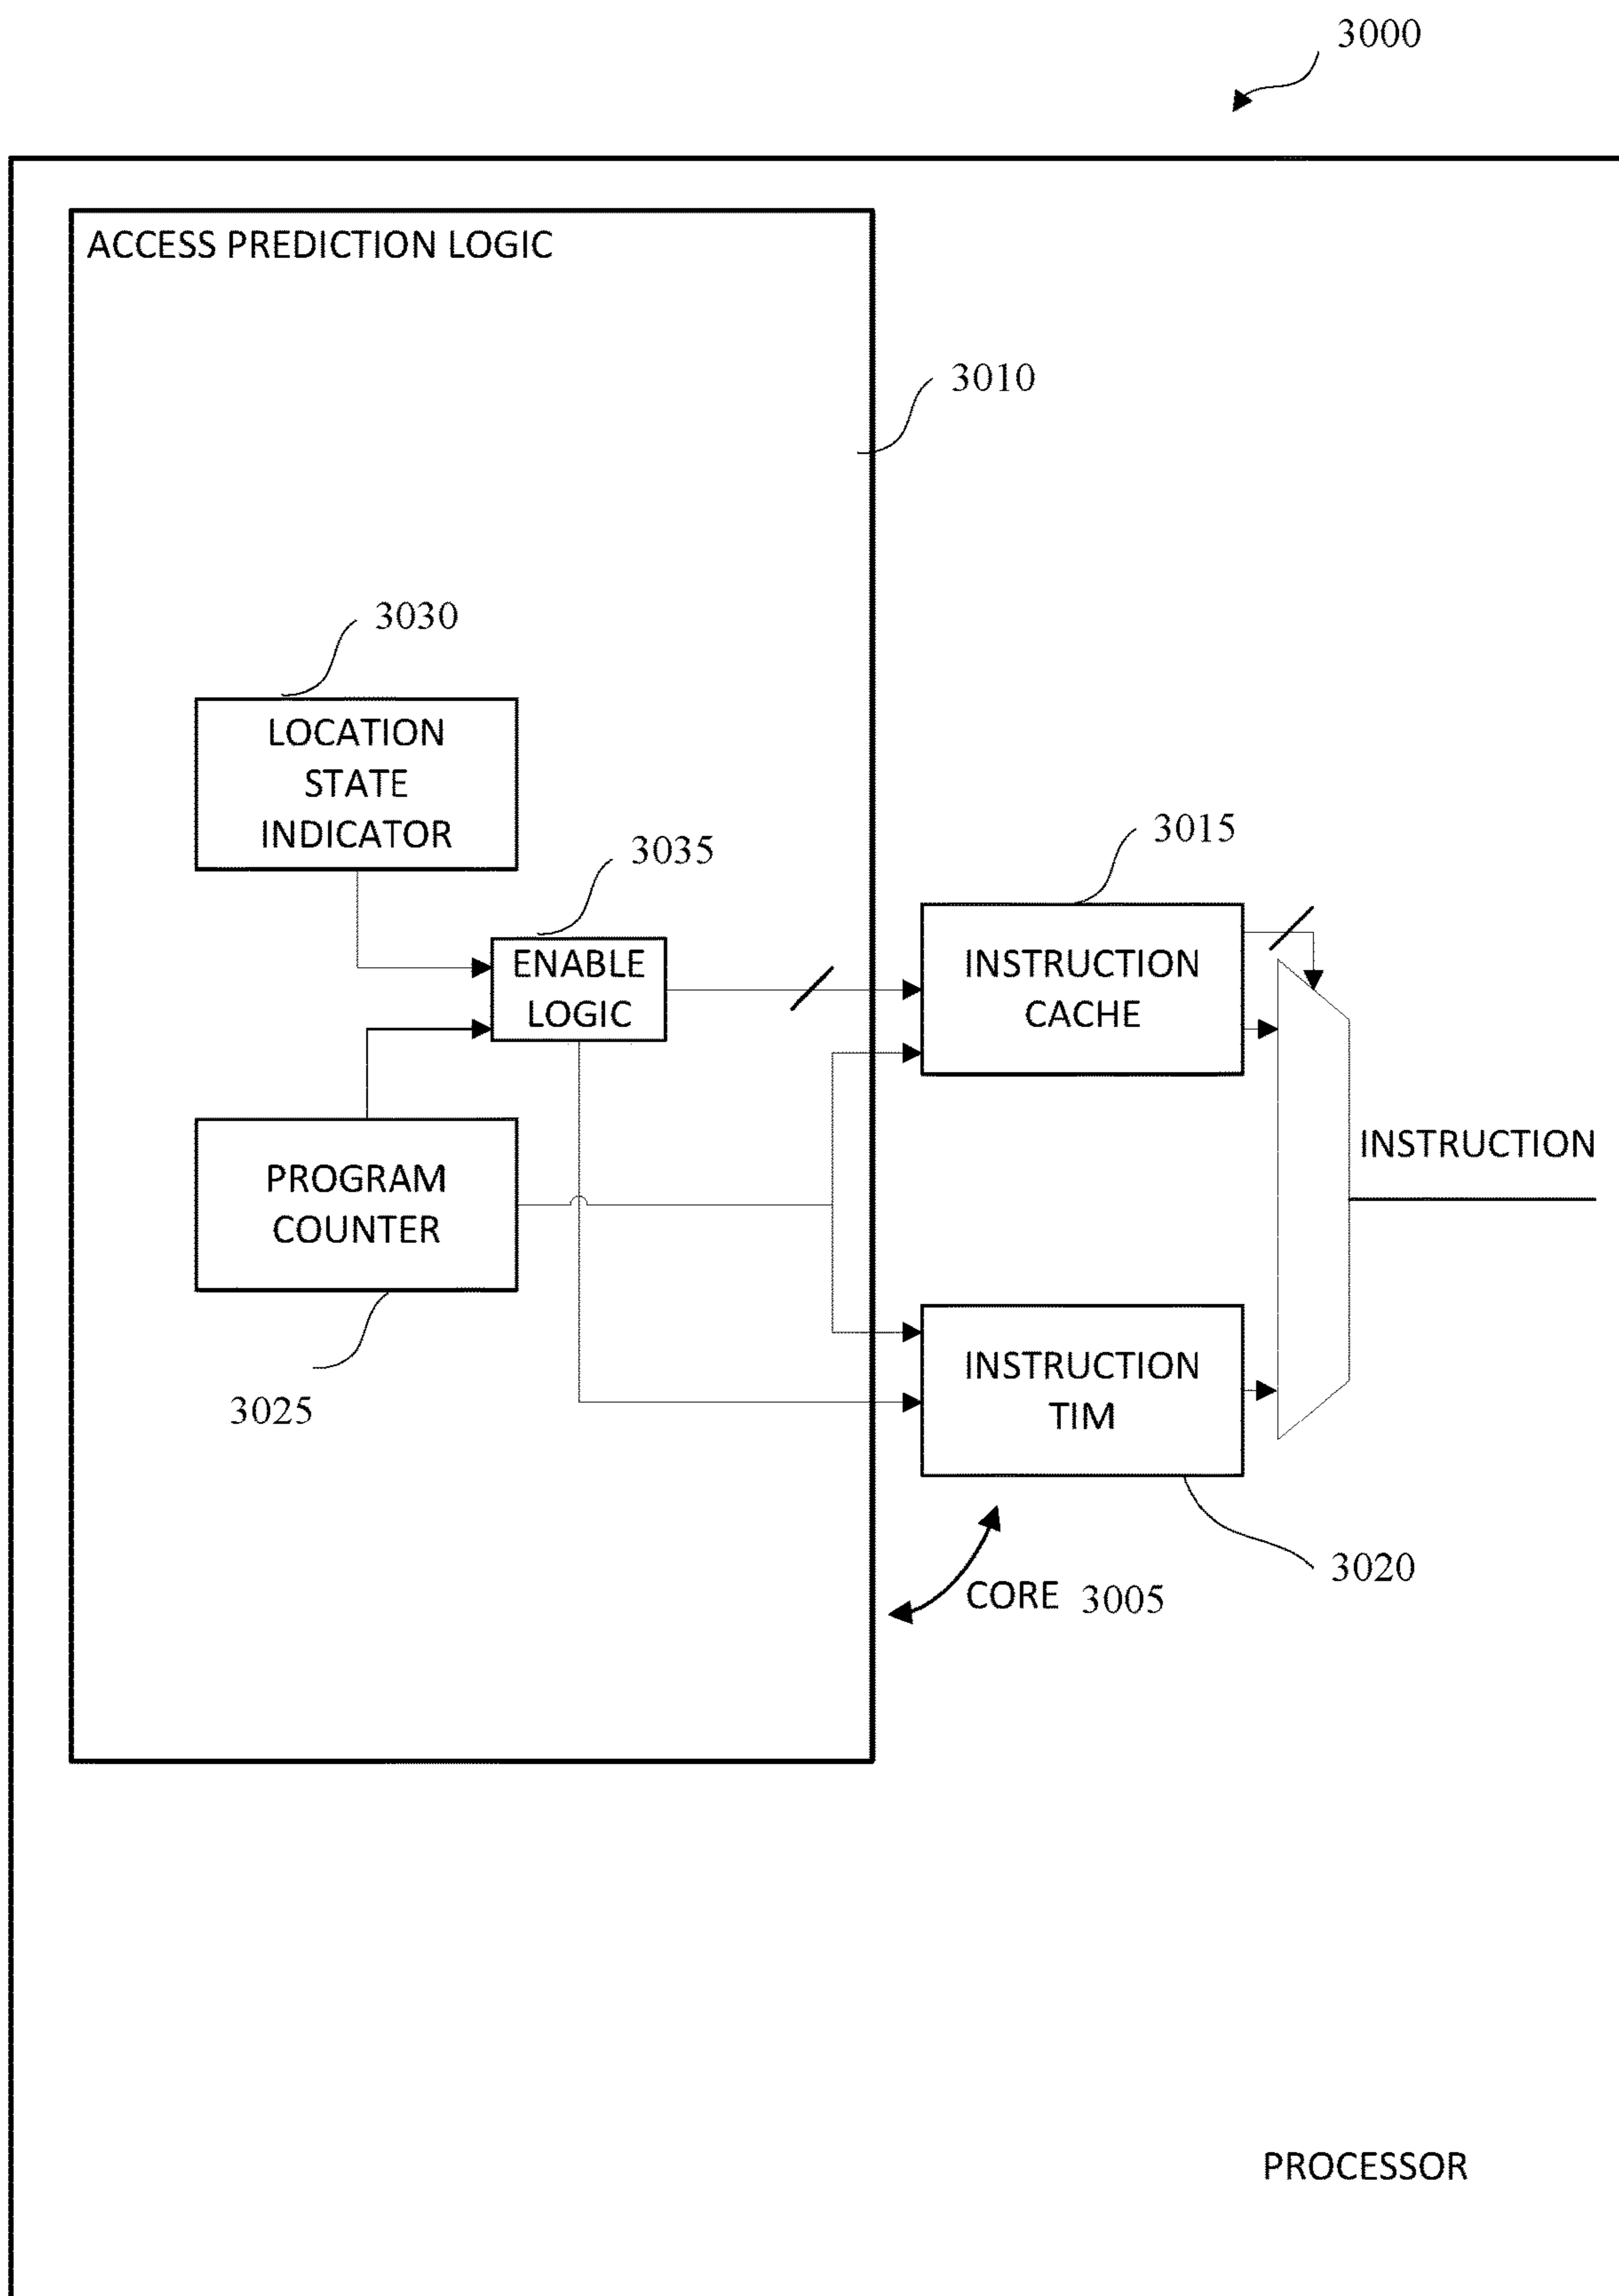 3000
ACCESS PREDICTION LOGIC
3010
3030
LOCATION
STATE
INDICATOR
3035
ENABLE
LOGIC
3015
INSTRUCTION
CACHE
INSTRUCTION
PROGRAM
COUNTER
3025
INSTRUCTION
TIM
3020
CORE 3005
PROCESSOR